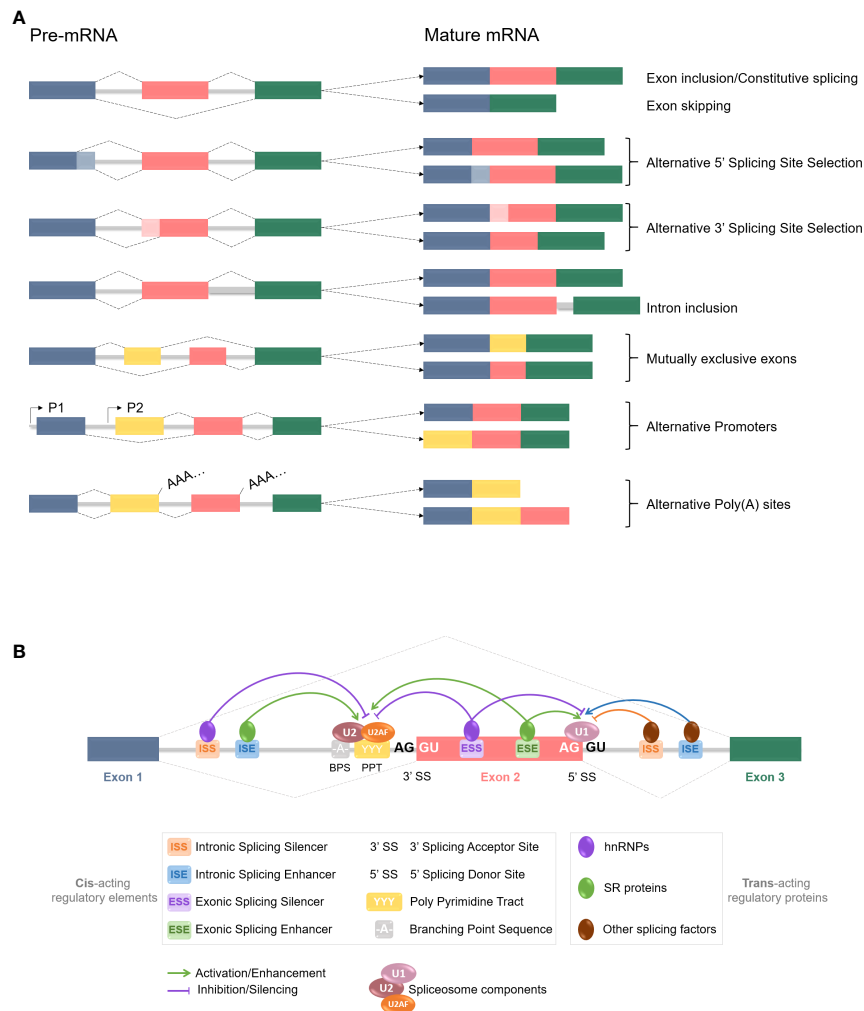 A
Pre-mRNA
Mature mRNA
Exon inclusion/Constitutive splicing
Exon skipping
Alternative 5' Splicing Site Selection
Alternative 3' Splicing Site Selection
Intron inclusion
Mutually exclusive exons
P1
P2
Alternative Promoters
AAA...
AAA...
Alternative Poly(A) sites
B
U2
U2AF
U1
ISS
ISE
-A-
YYY
AG
GU
ESS
ESE
AG
GU
ISS
ISE
BPS
PPT
Exon 1
3' SS
Exon 2
5' SS
Exon 3
Cis-acting
regulatory elements
ISS Intronic Splicing Silencer
ISE Intronic Splicing Enhancer
ESS Exonic Splicing Silencer
ESE Exonic Splicing Enhancer
3' SS 3' Splicing Acceptor Site
5' SS 5' Splicing Donor Site
YYY Poly Pyrimidine Tract
-A- Branching Point Sequence
hnRNPs
SR proteins
Other splicing factors
Trans-acting
regulatory proteins
Activation/Enhancement
Inhibition/Silencing
U1
U2
U2AF
Spliceosome components